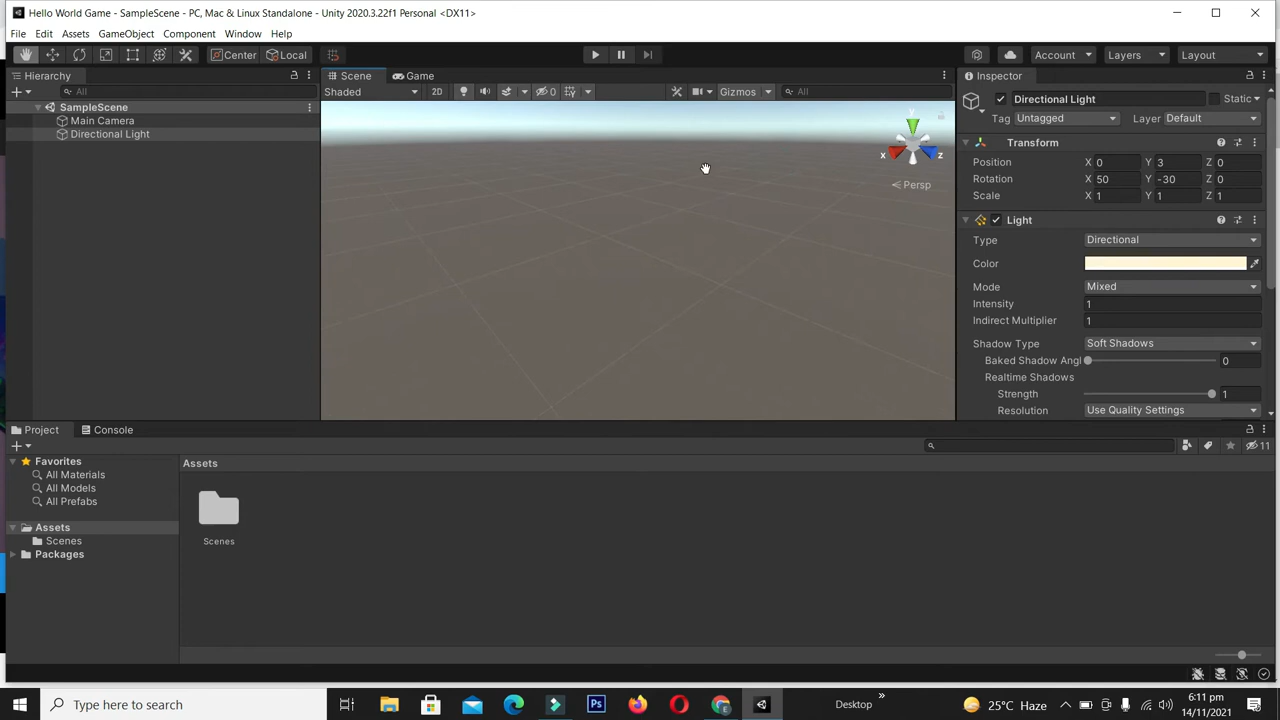 Hello World Game - SampleScene - PC, Mac & Linux Standalone - Unity 2020.3.22f1 Personal <DX11>
File Edit Assets GameObject Component Window Help
Center Local Account Layers Layout
Hierarchy
All
SampleScene
Main Camera
Directional Light
Scene Game
Shaded 2D 0 Gizmos All
X Z
Persp
Inspector
Directional Light Static
Tag Untagged Layer Default
Transform
Position X 0 Y 3 Z 0
Rotation X 50 Y -30 Z 0
Scale X 1 Y 1 Z 1
Light
Type Directional
Color
Mode Mixed
Intensity 1
Indirect Multiplier 1
Shadow Type Soft Shadows
Baked Shadow Angl 0
Realtime Shadows
Strength 1
Resolution Use Quality Settings
Project Console
11
Favorites
All Materials
All Models
All Prefabs
Assets
Scenes
Packages
Assets
Scenes
Type here to search
Ps
Desktop
25°C Haze
6:11 pm
14/11/2021